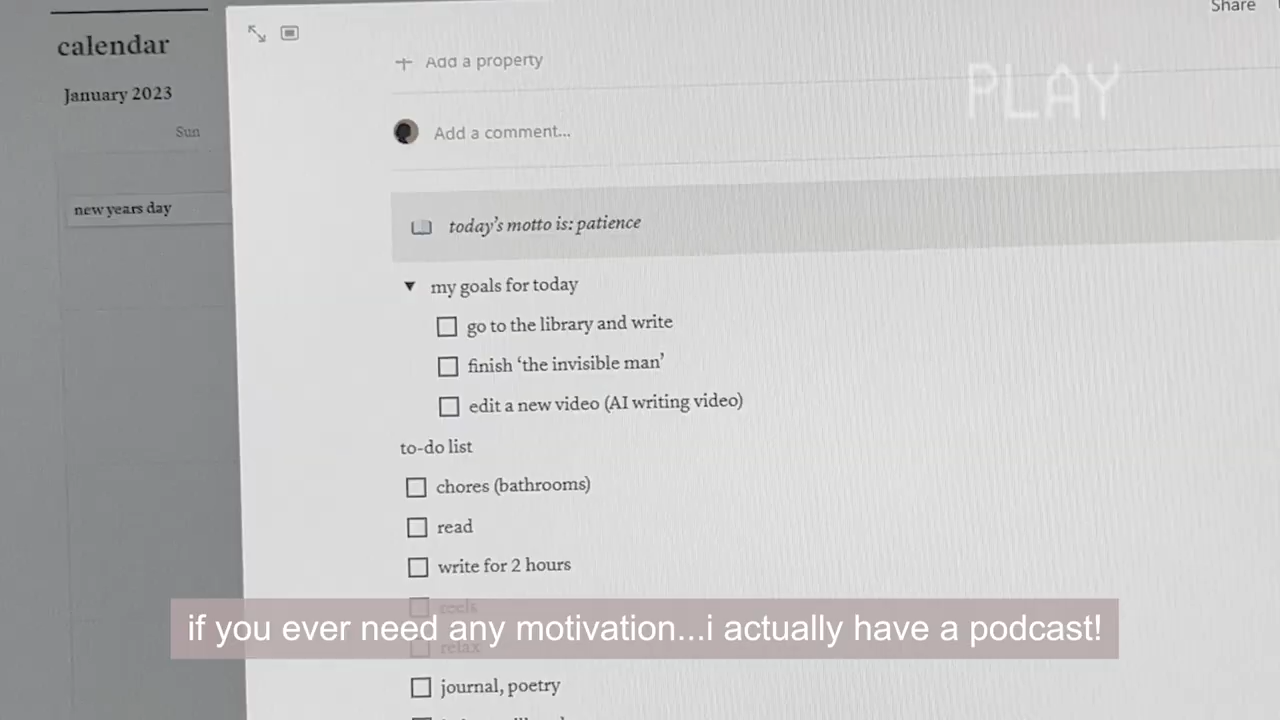 Share
calendar
January 2023
Sun
new years day
Add a property
PLAY
Add a comment...
today's motto is: patience
my goals for today
go to the library and write
finish ‘the invisible man’
edit a new video (AI writing video)
to-do list
chores (bathrooms)
read
write for 2 hours
reels
if you ever need any motivation...i actually have a podcast!
relax
journal, poetry